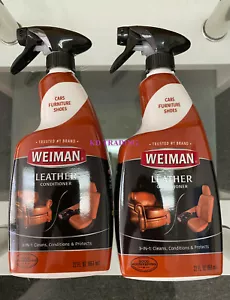 CARS
FURNITURE
SHOES
TRUSTED #1 BRAND
WEIMAN
LEATHER
CONDITIONER
3-IN-1: Cleans, Conditions & Protects
CARS
FURNITURE
SHOES
TRUSTED #1 BRAND
WEIMAN
LEATHER
CONDITIONER
3-IN-1: Cleans, Conditions & Protects